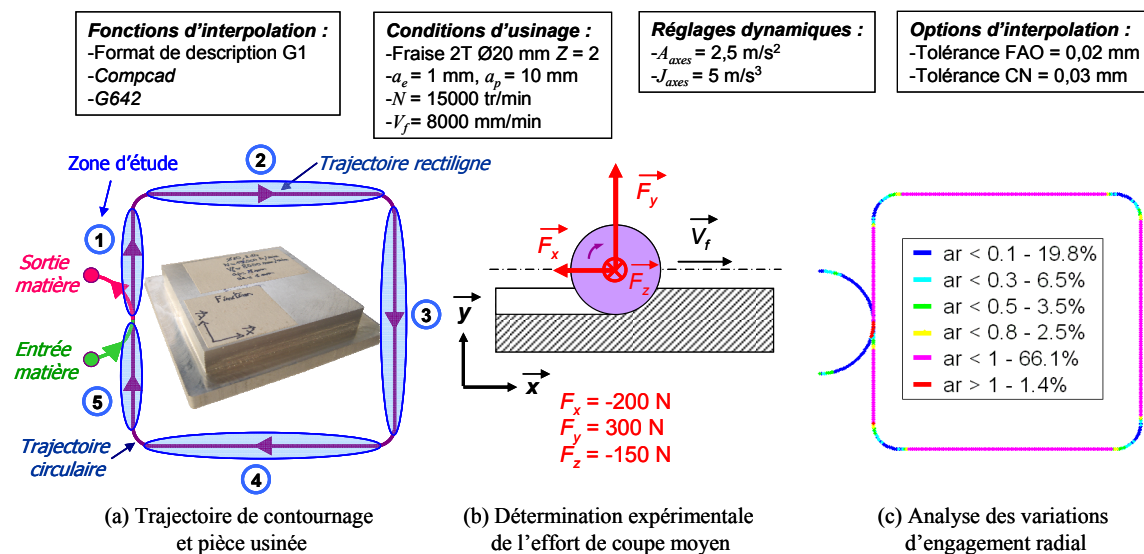 Fonctions d’interpolation :
-Format de description G1
-Compcad
-G642
Conditions d’usinage :
-Fraise 2T Ø20 mm Z = 2
-ae = 1 mm, ap = 10 mm
-N = 15000 tr/min
-Vf = 8000 mm/min
Réglages dynamiques :
-Aaxes = 2,5 m/s²
-Jaxes = 5 m/s³
Options d’interpolation :
-Tolérance FAO = 0,02 mm
-Tolérance CN = 0,03 mm
Zone d’étude
2
Trajectoire rectiligne
1
Sortie
matière
3
Entrée
matière
5
Trajectoire
circulaire
4
Finition
Fy
Fx
Vf
Fz
y
x
Fx = -200 N
Fy = 300 N
Fz = -150 N
ar < 0.1 - 19.8%
ar < 0.3 - 6.5%
ar < 0.5 - 3.5%
ar < 0.8 - 2.5%
ar < 1 - 66.1%
ar > 1 - 1.4%
(a) Trajectoire de contournage
et pièce usinée
(b) Détermination expérimentale
de l’effort de coupe moyen
(c) Analyse des variations
d’engagement radial